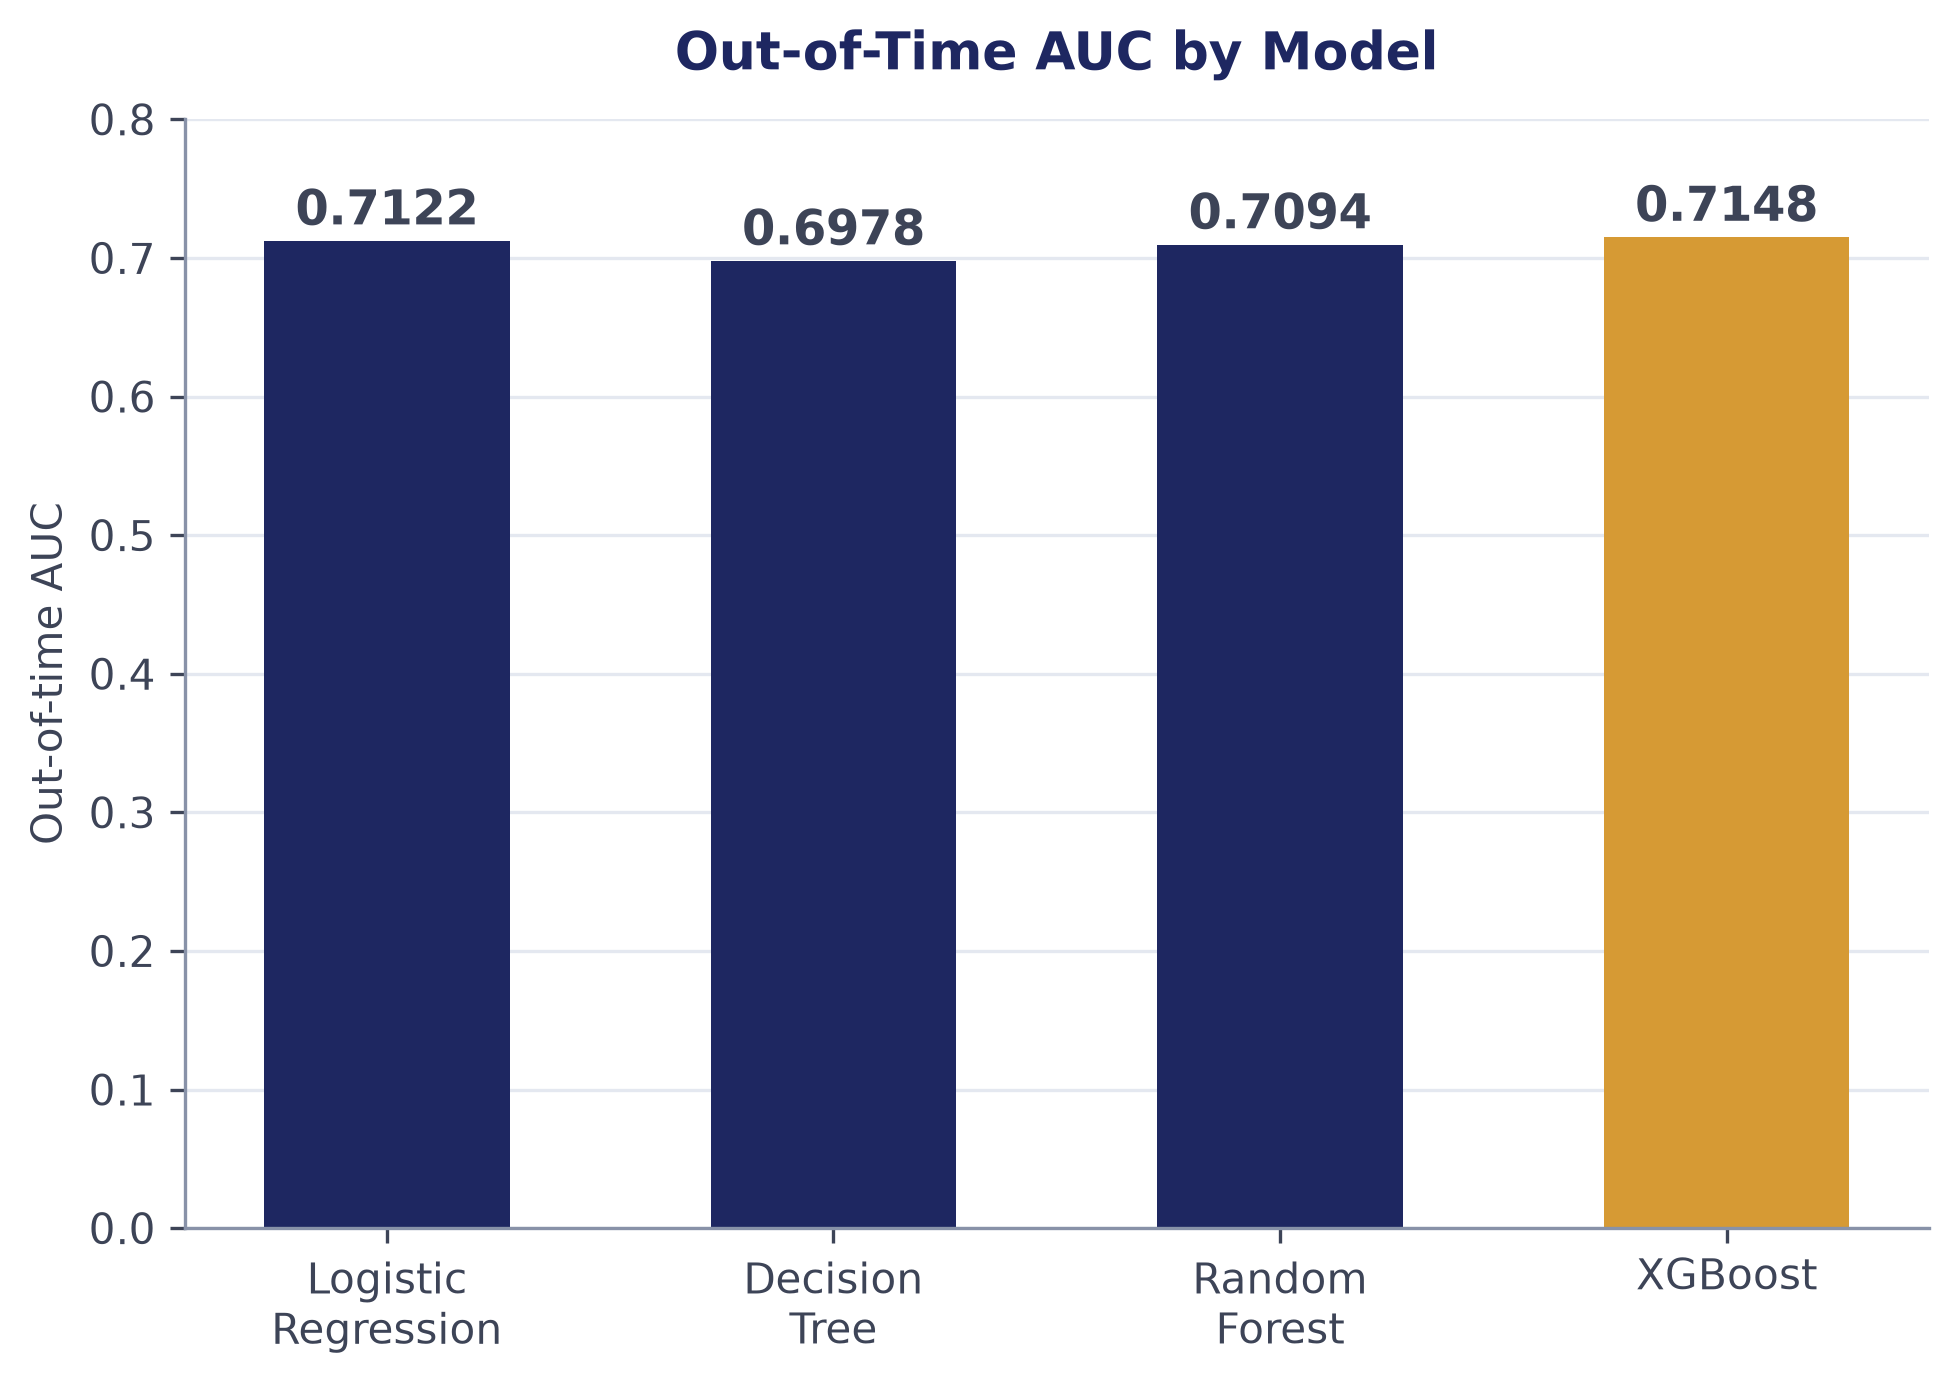 Out-of-Time AUC by Model
Out-of-time AUC
0.8
0.7
0.6
0.5
0.4
0.3
0.2
0.1
0.0
0.7122
0.6978
0.7094
0.7148
Logistic
Regression
Decision
Tree
Random
Forest
XGBoost